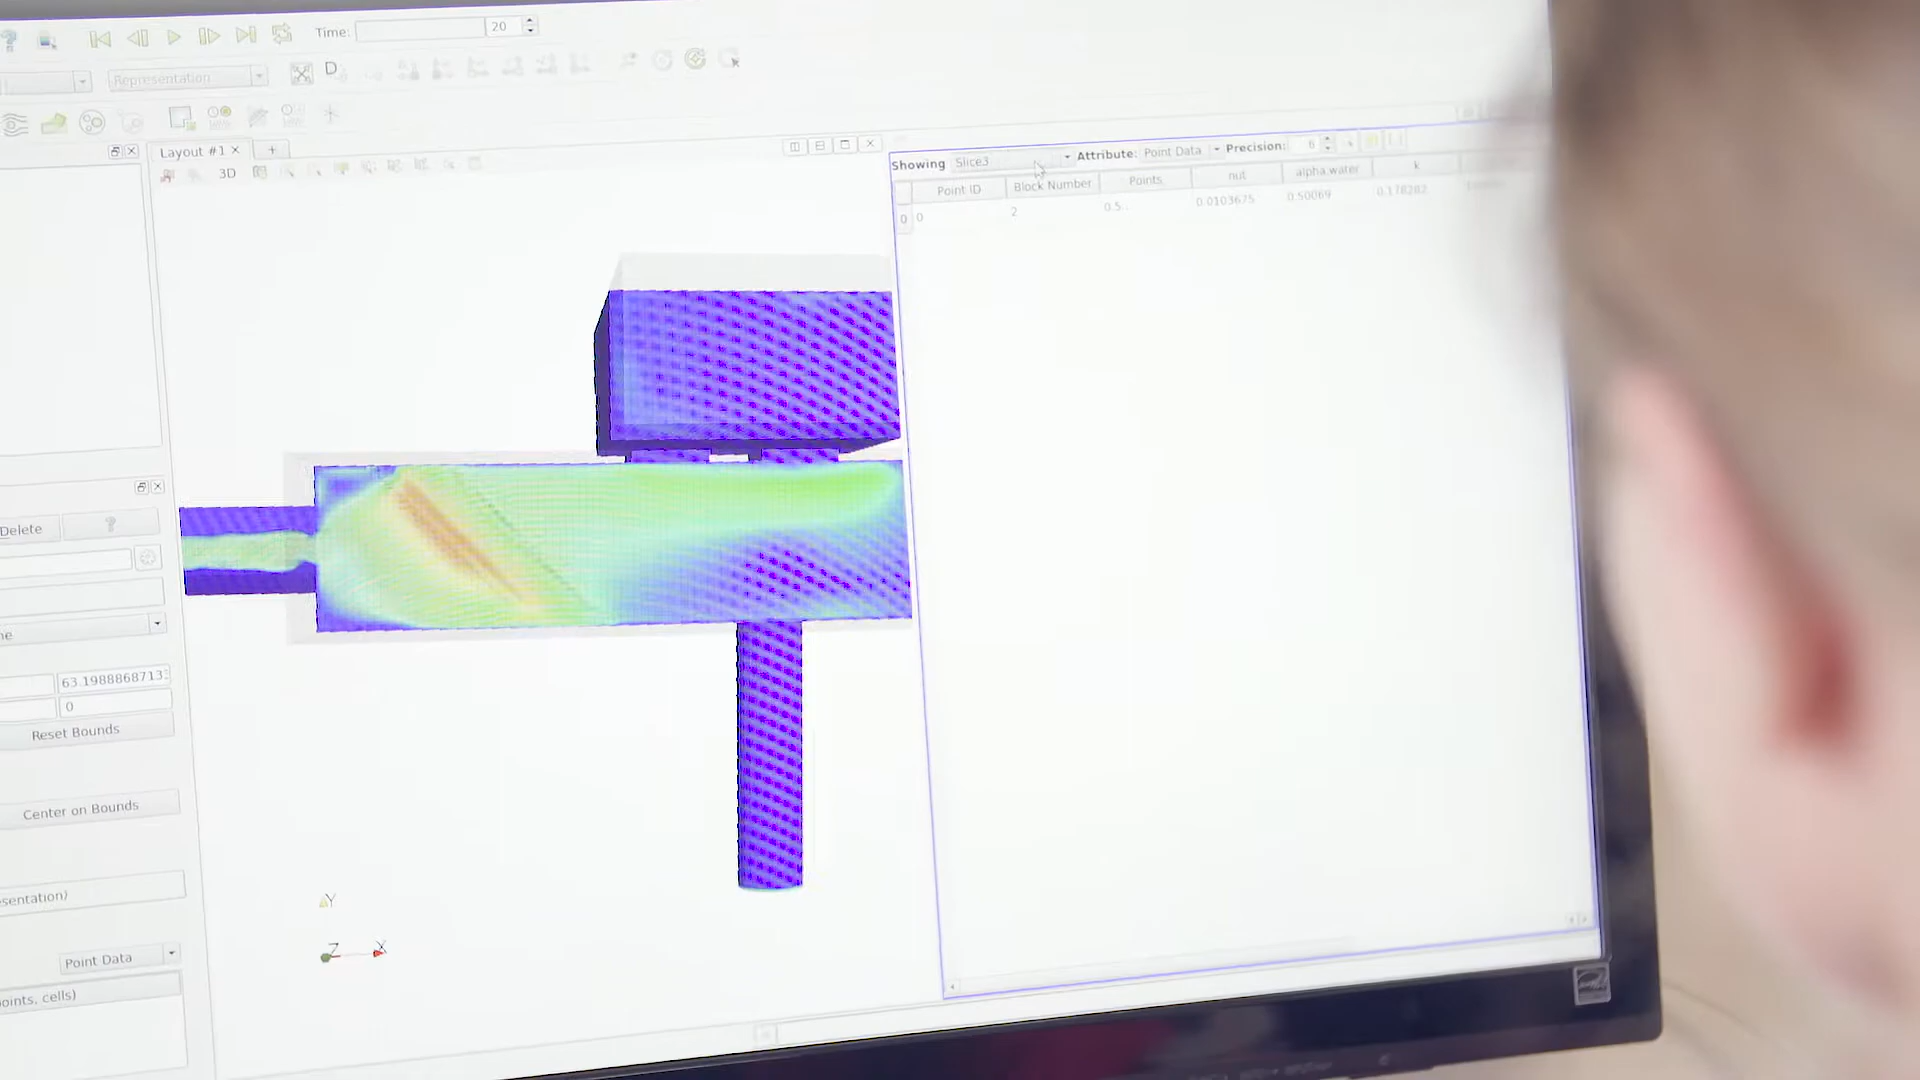 Time: 20
Representation
Layout #1 × +
3D
Showing Slice3 Attribute: Point Data Precision: 6
Point ID Block Number Points nut alpha water k
0 0 2 0.5.. 0.0103675 0.50069 0.178282
Delete ?
ne
63.1988868713
0
Reset Bounds
Center on Bounds
esentation)
Point Data
oints, cells)
Y
Z X